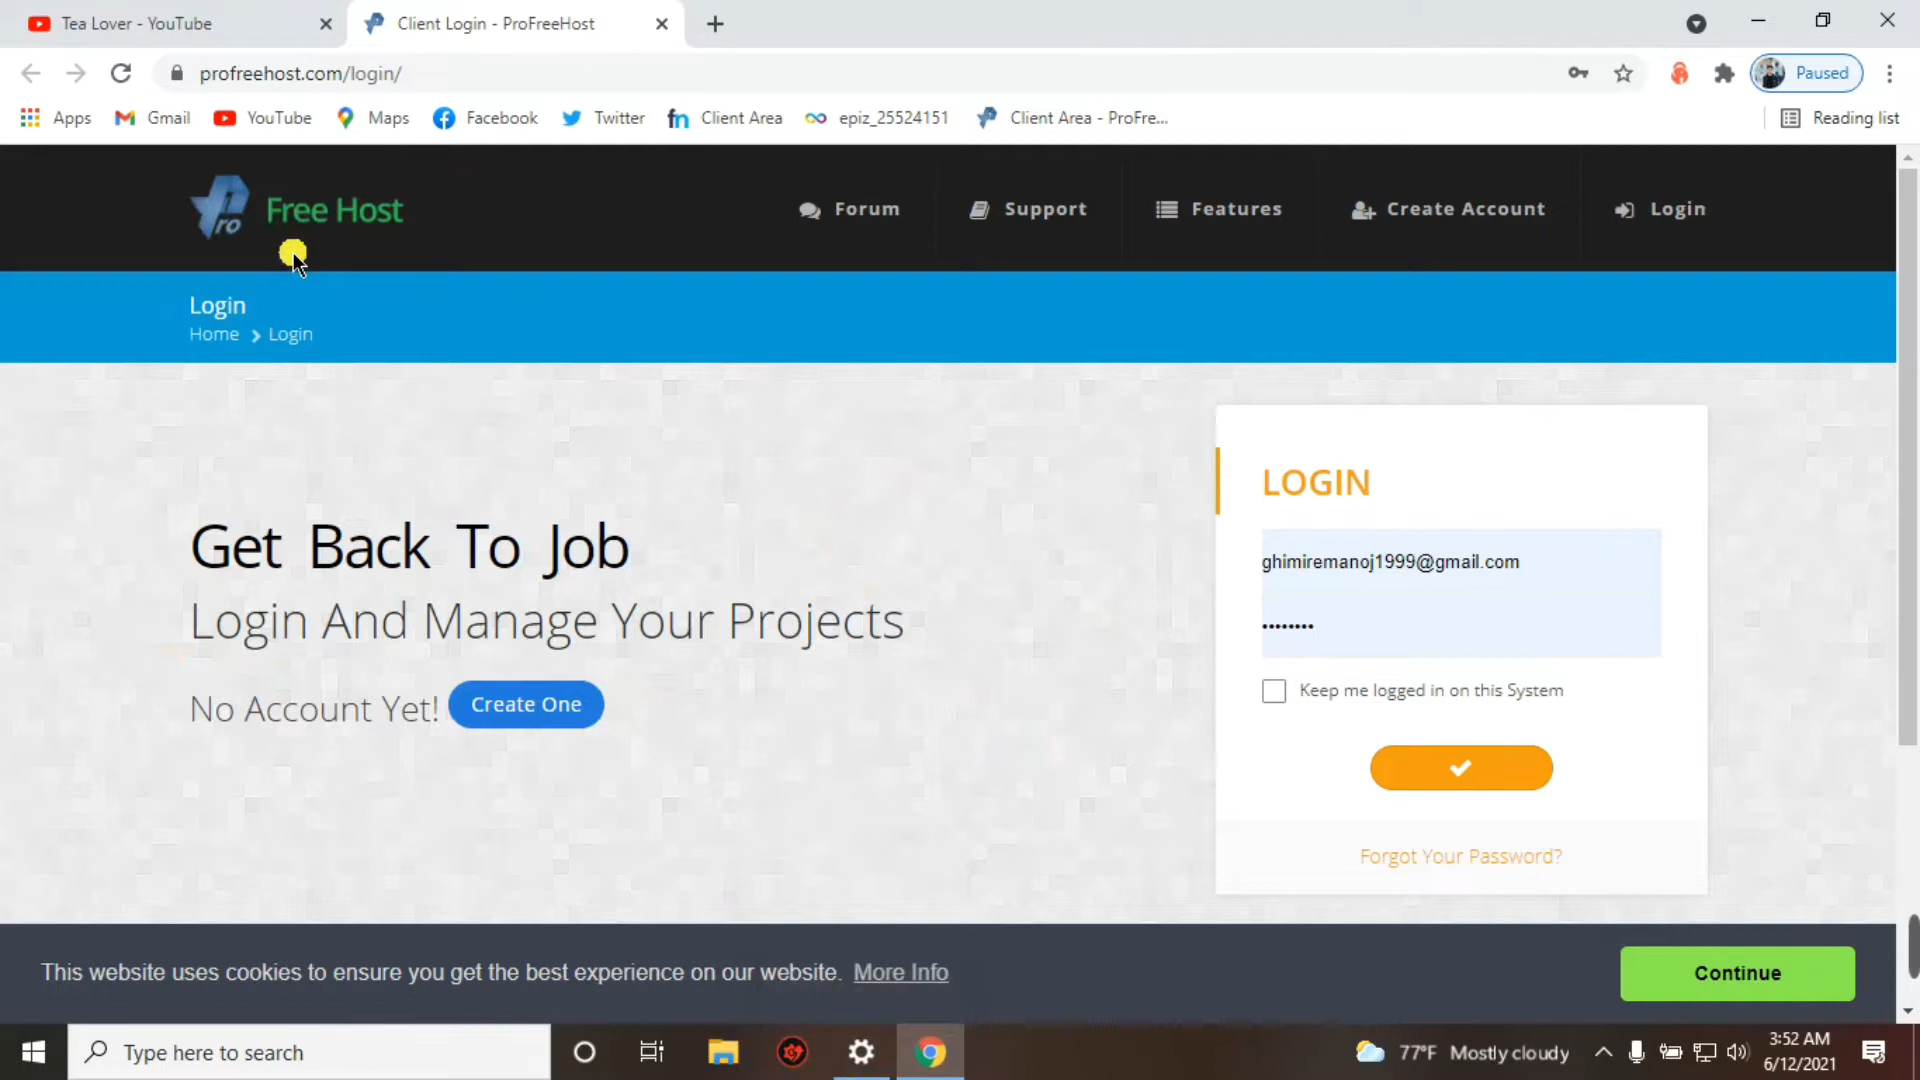 Tea Lover - YouTube
Client Login - ProFreeHost
profreehost.com/login/
Paused
Apps
Gmail
YouTube
Maps
Facebook
Twitter
Client Area
epiz_25524151
Client Area - ProFre...
Reading list
Pro Free Host
Forum
Support
Features
Create Account
Login
Login
Home > Login
LOGIN
ghimiremanoj1999@gmail.com
••••••••
Keep me logged in on this System
Forgot Your Password?
Get Back To Job
Login And Manage Your Projects
No Account Yet! Create One
This website uses cookies to ensure you get the best experience on our website. More Info
Continue
Type here to search
77°F Mostly cloudy
3:52 AM
6/12/2021